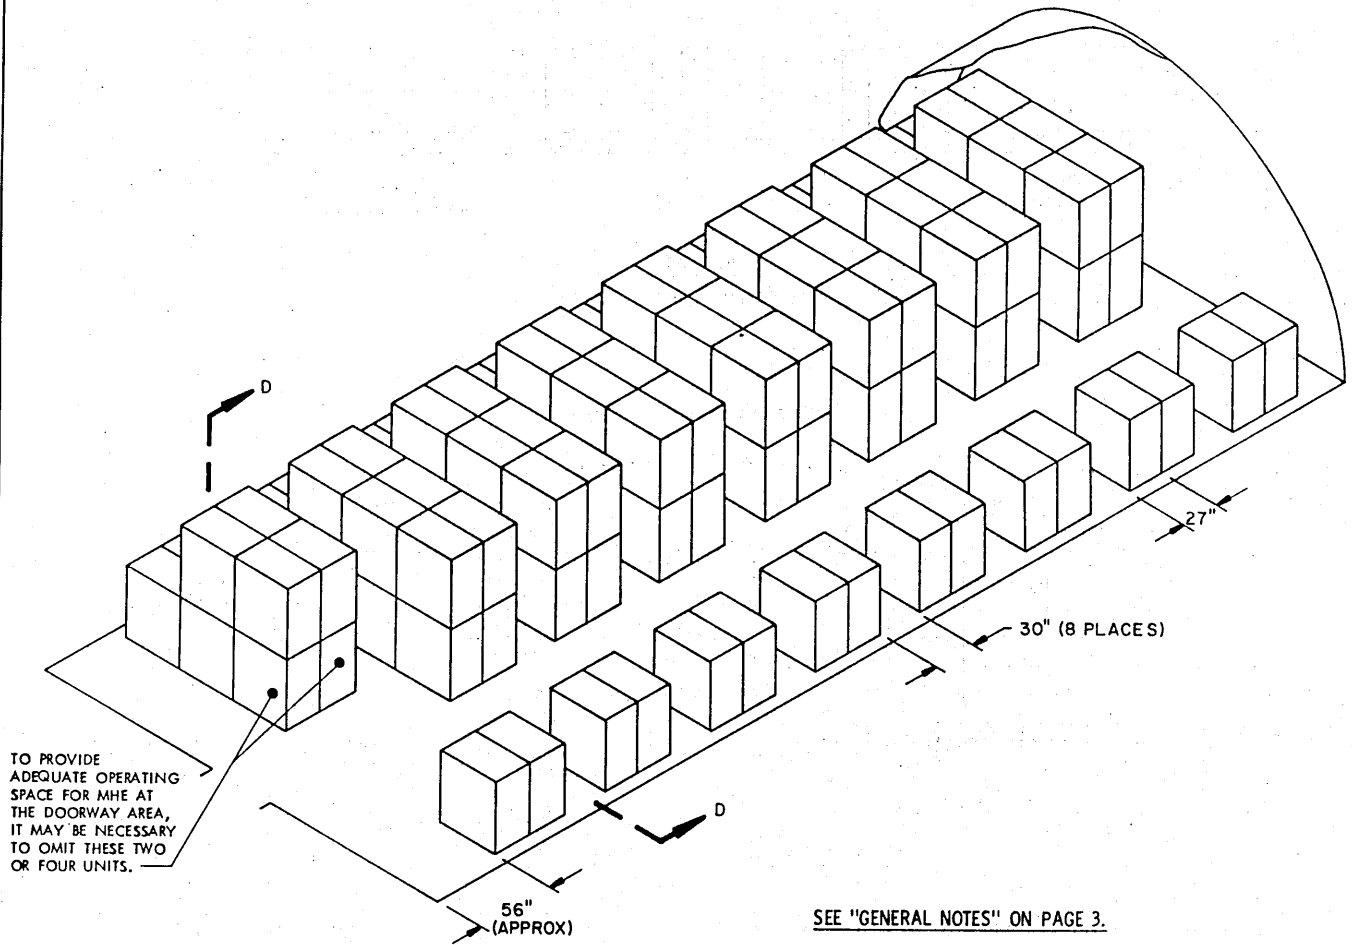 D
27"
30" (8 PLACES)
TO PROVIDE
ADEQUATE OPERATING
SPACE FOR MHE AT
THE DOORWAY AREA,
IT MAY BE NECESSARY
TO OMIT THESE TWO
OR FOUR UNITS.
D
56"
(APPROX)
SEE "GENERAL NOTES" ON PAGE 3.